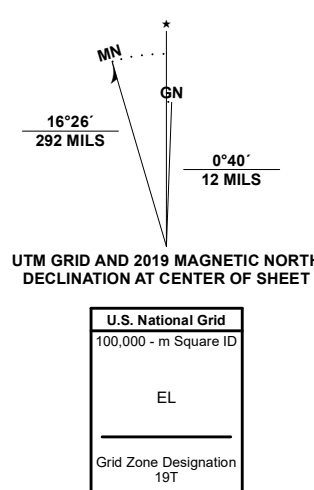 ★
MN
GN
16°26´
292 MILS
0°40´
12 MILS
UTM GRID AND 2019 MAGNETIC NORTH
DECLINATION AT CENTER OF SHEET
U.S. National Grid
100,000 - m Square ID
EL
Grid Zone Designation
19T